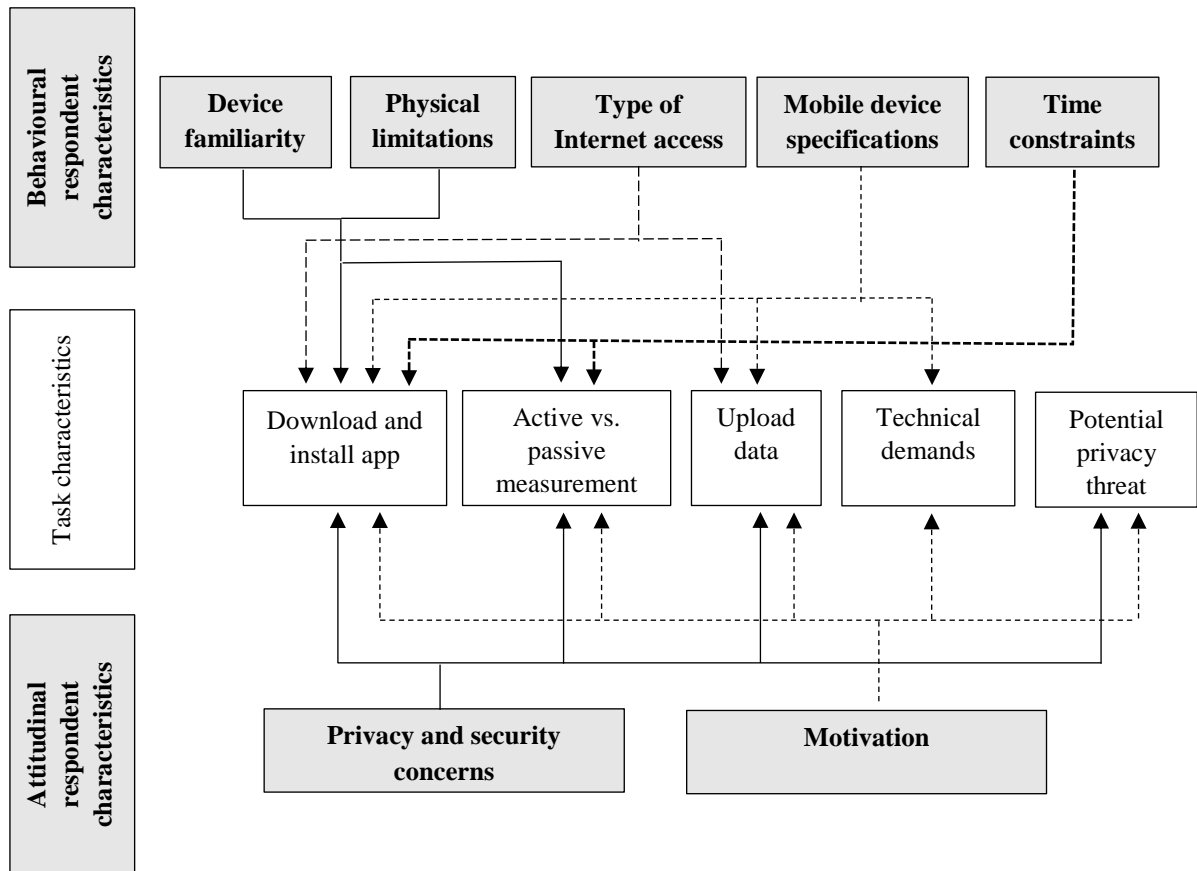 Behavioural
respondent
characteristics
Device
familiarity
Physical
limitations
Type of
Internet access
Mobile device
specifications
Time
constraints
Task characteristics
Download and
install app
Active vs.
passive
measurement
Upload
data
Technical
demands
Potential
privacy
threat
Attitudinal
respondent
characteristics
Privacy and security
concerns
Motivation